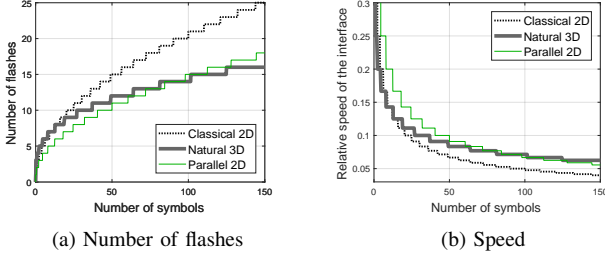 25
20
15
10
5
0
Number of flashes
0 50 100 150
Number of symbols
Classical 2D
Natural 3D
Parallel 2D
(a) Number of flashes
0.3
0.25
0.2
0.15
0.1
0.05
Relative speed of the interface
0 50 100 150
Number of symbols
Classical 2D
Natural 3D
Parallel 2D
(b) Speed